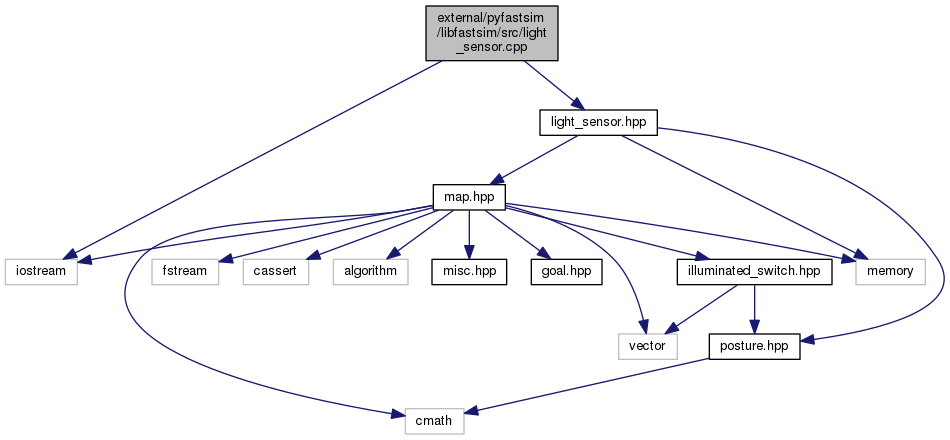 external/pyfastsim
/libfastsim/src/light
_sensor.cpp
light_sensor.hpp
map.hpp
iostream
fstream
cassert
algorithm
misc.hpp
goal.hpp
illuminated_switch.hpp
memory
vector
posture.hpp
cmath